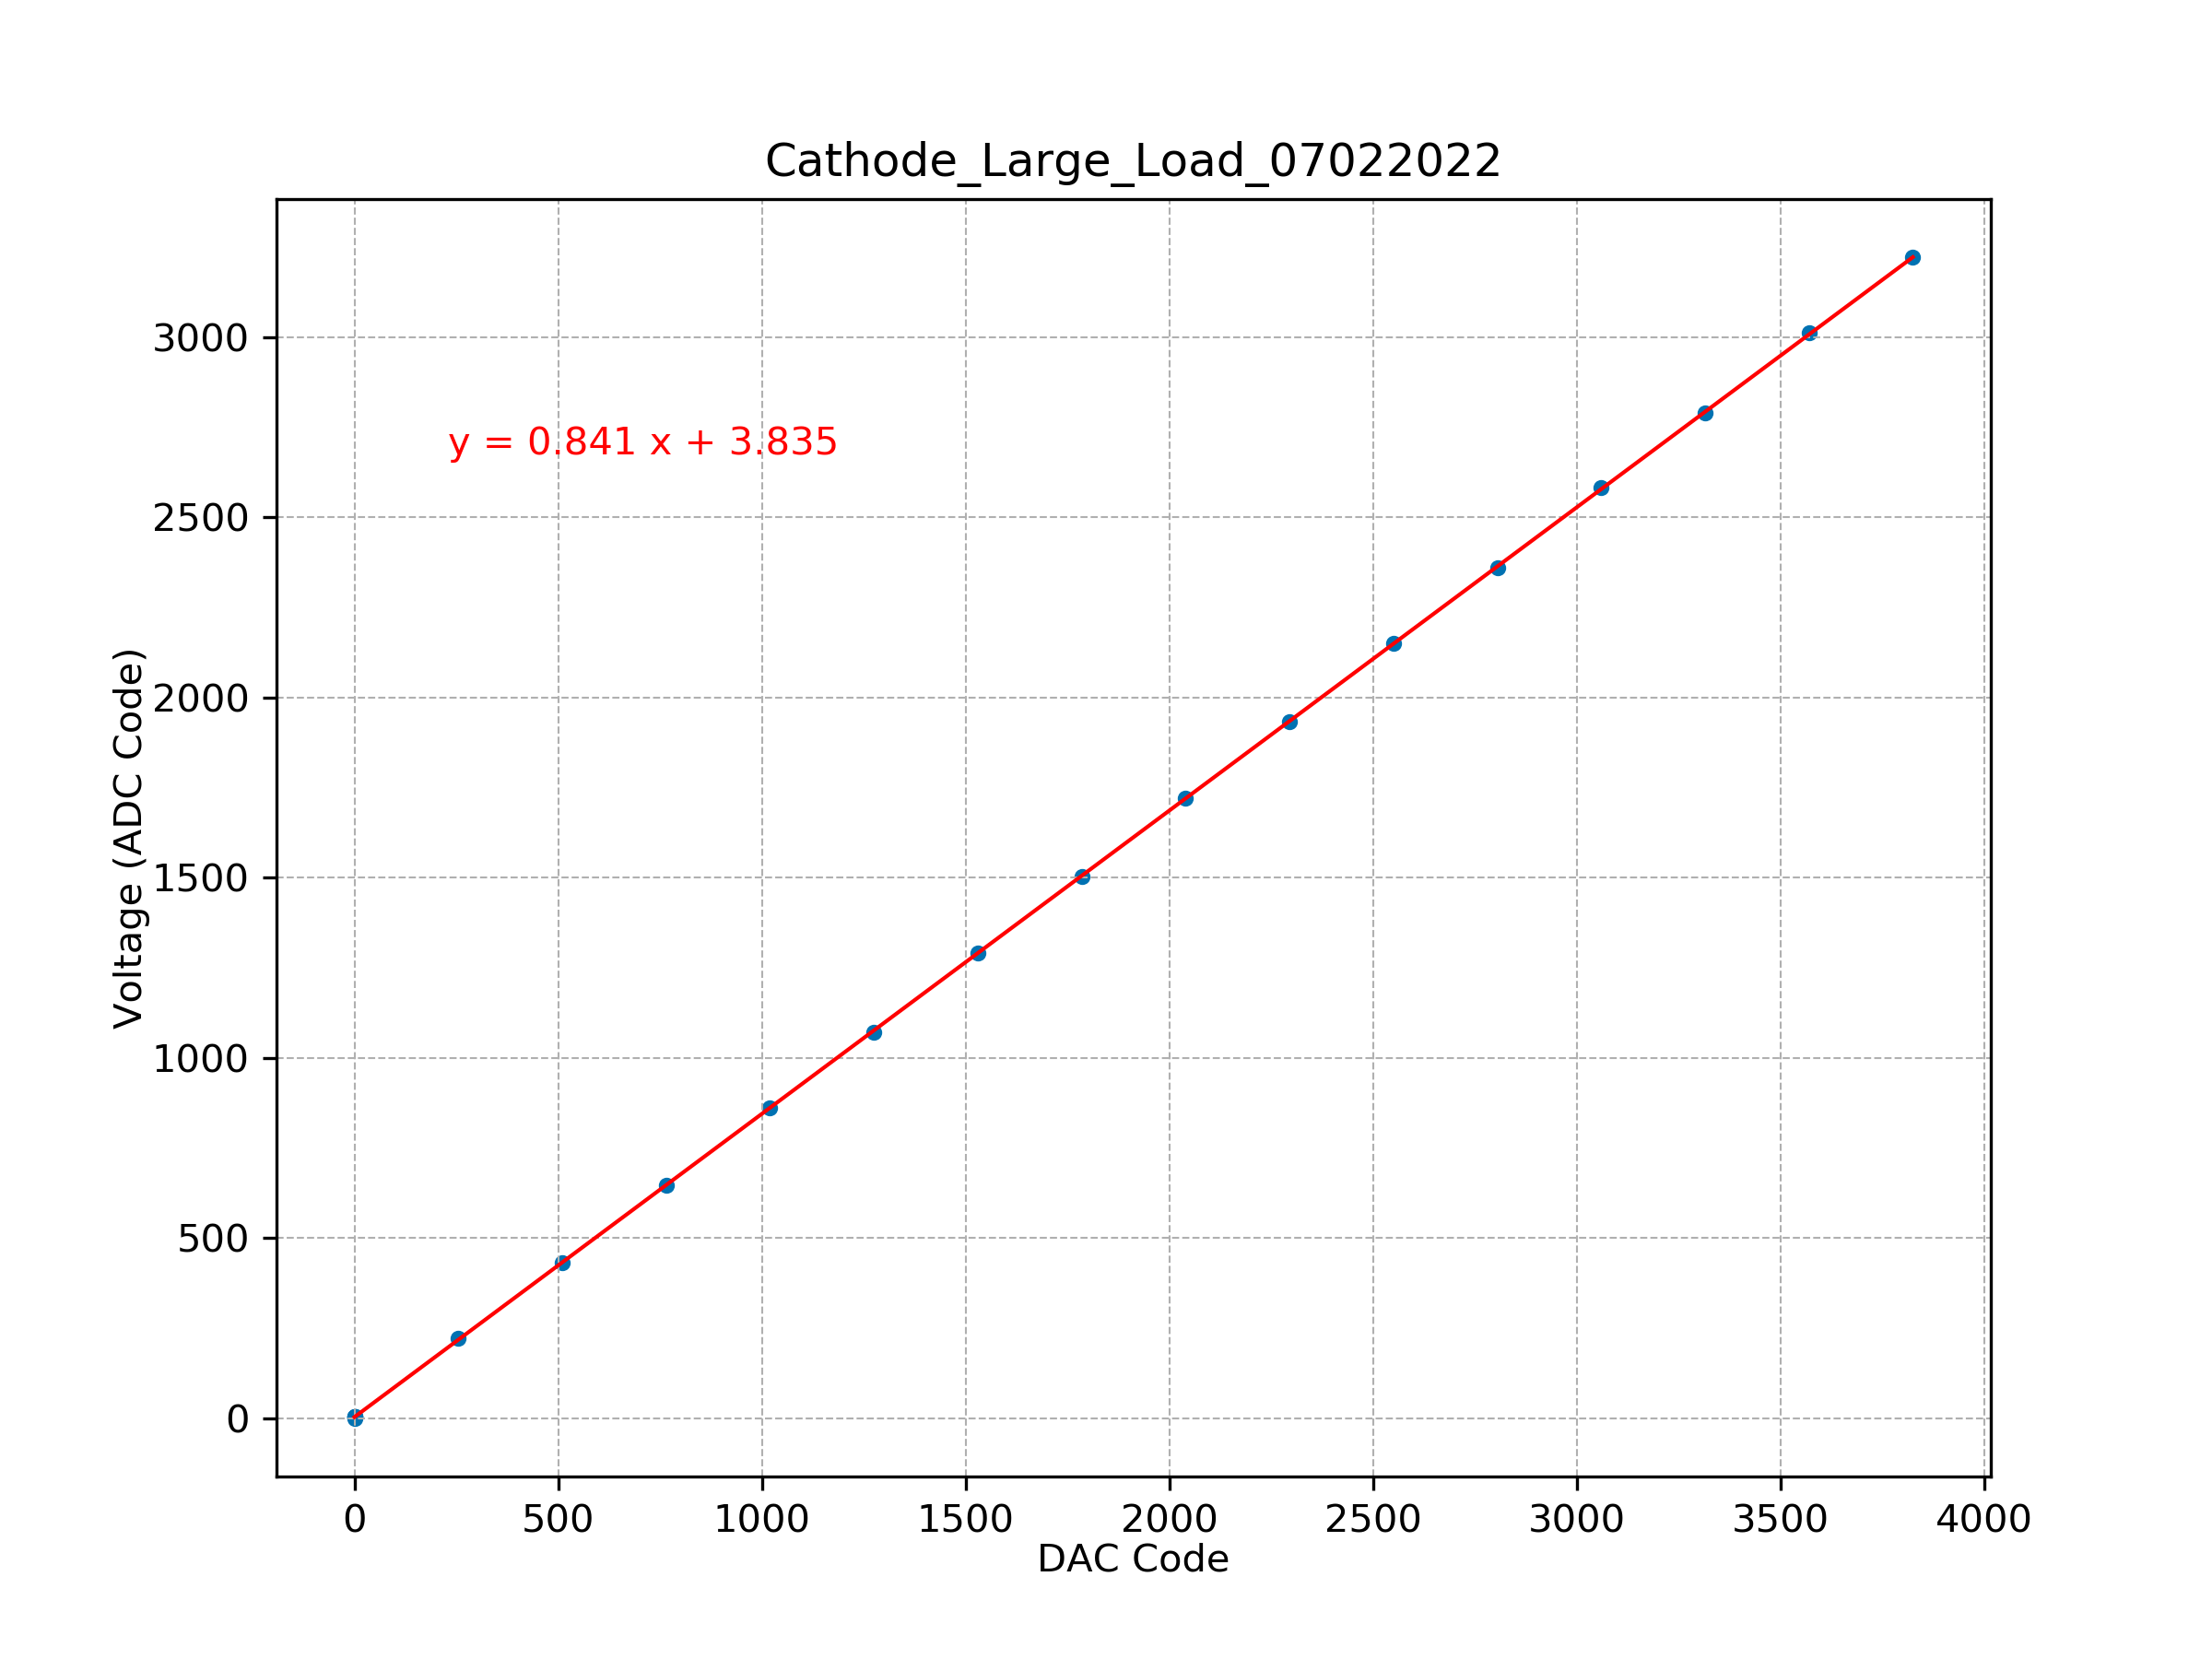 Cathode_Large_Load_07022022
y = 0.841 x + 3.835
Voltage (ADC Code)
3000
2500
2000
1500
1000
500
0
0 500 1000 1500 2000 2500 3000 3500 4000
DAC Code